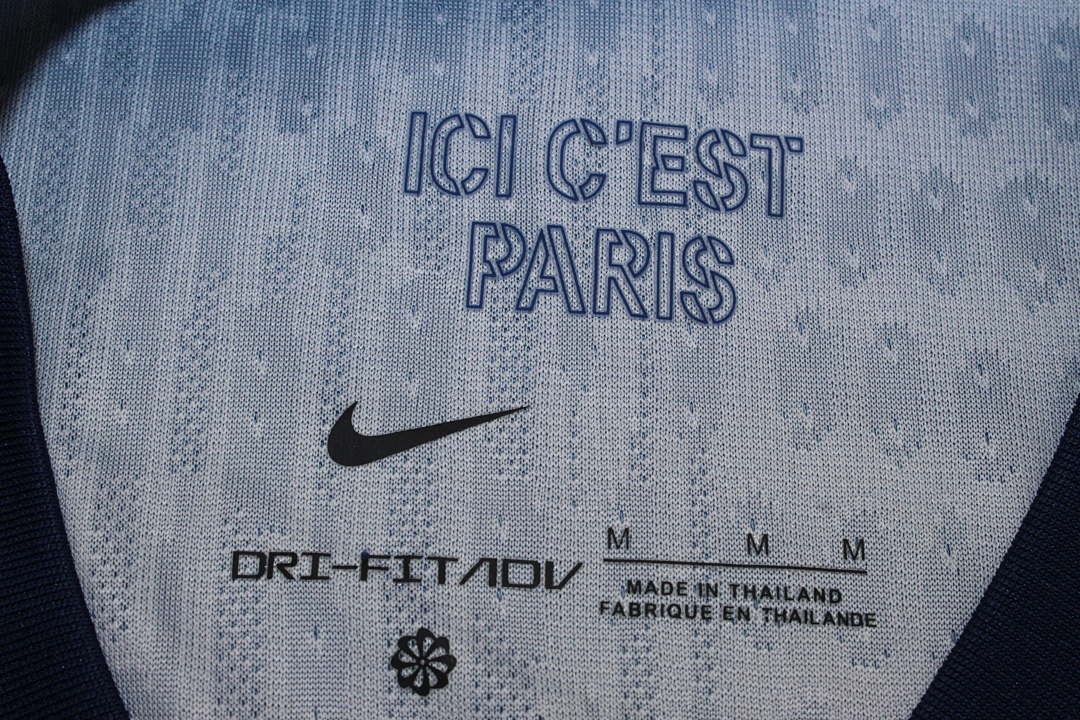 ICI C'EST
PARIS
DRI-FIT ADV
M M M
MADE IN THAILAND
FABRIQUE EN THAILANDE